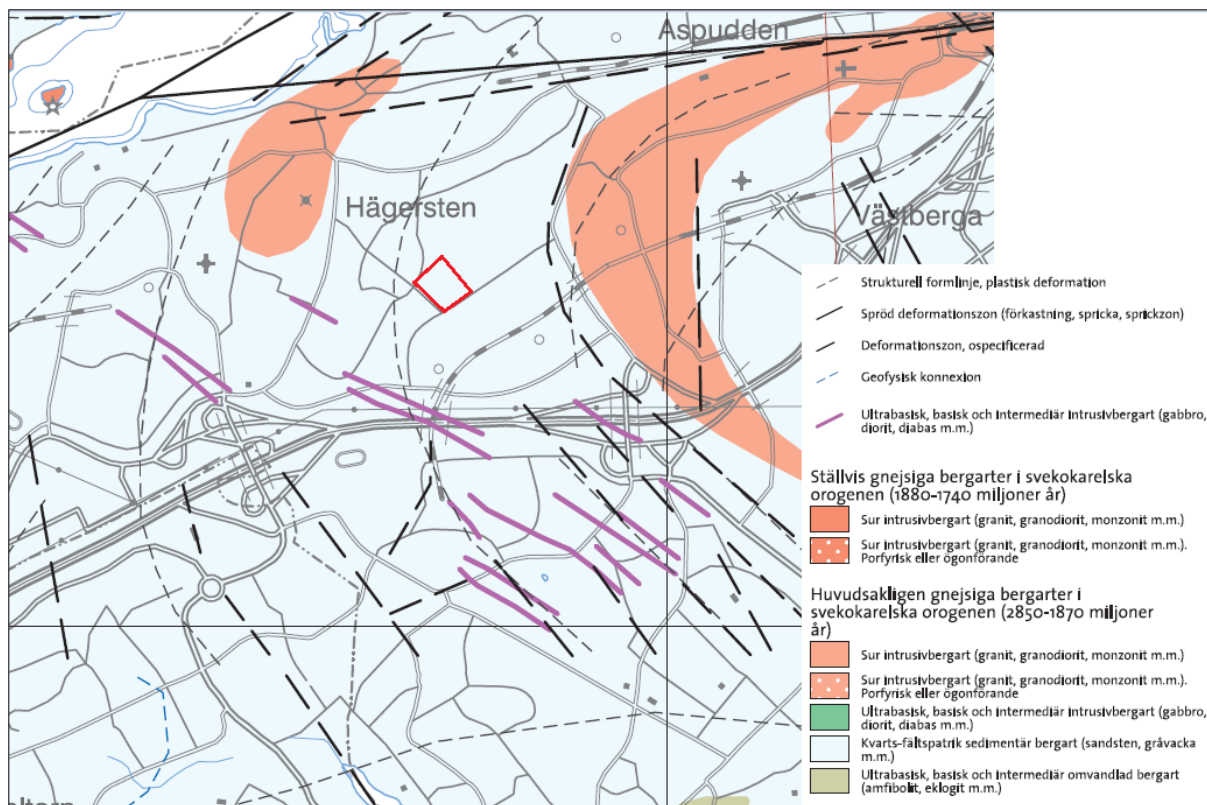 Aspudden
Hägersten
Västberga
Strukturell formlinje, plastisk deformation
Spröd deformationszon (förkastning, spricka, sprickzon)
Deformationszon, ospecificerad
Geofysisk konnexion
Ultrabasisk, basisk och intermediär intrusivbergart (gabbro,
diorit, diabas m.m.)
Ställvis gnejsiga bergarter i svekokarelska
orogenen (1880-1740 miljoner år)
Sur intrusivbergart (granit, granodiorit, monzonit m.m.)
Sur intrusivbergart (granit, granodiorit, monzonit m.m.).
Porfyrisk eller ögonförande
Huvudsakligen gnejsiga bergarter i
svekokarelska orogenen (2850-1870 miljoner
år)
Sur intrusivbergart (granit, granodiorit, monzonit m.m.)
Sur intrusivbergart (granit, granodiorit, monzonit m.m.).
Porfyrisk eller ögonförande
Ultrabasisk, basisk och intermediär intrusivbergart (gabbro,
diorit, diabas m.m.)
Kvarts-fältspatrik sedimentär bergart (sandsten, gråvacka
m.m.)
Ultrabasisk, basisk och intermediär omvandlad bergart
(amfibolit, eklogit m.m.)